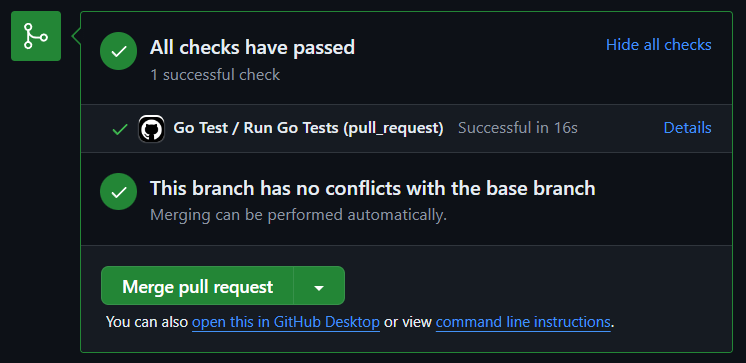 All checks have passed
Hide all checks
1 successful check
Go Test / Run Go Tests (pull_request) Successful in 16s
Details
This branch has no conflicts with the base branch
Merging can be performed automatically.
Merge pull request
You can also open this in GitHub Desktop or view command line instructions.